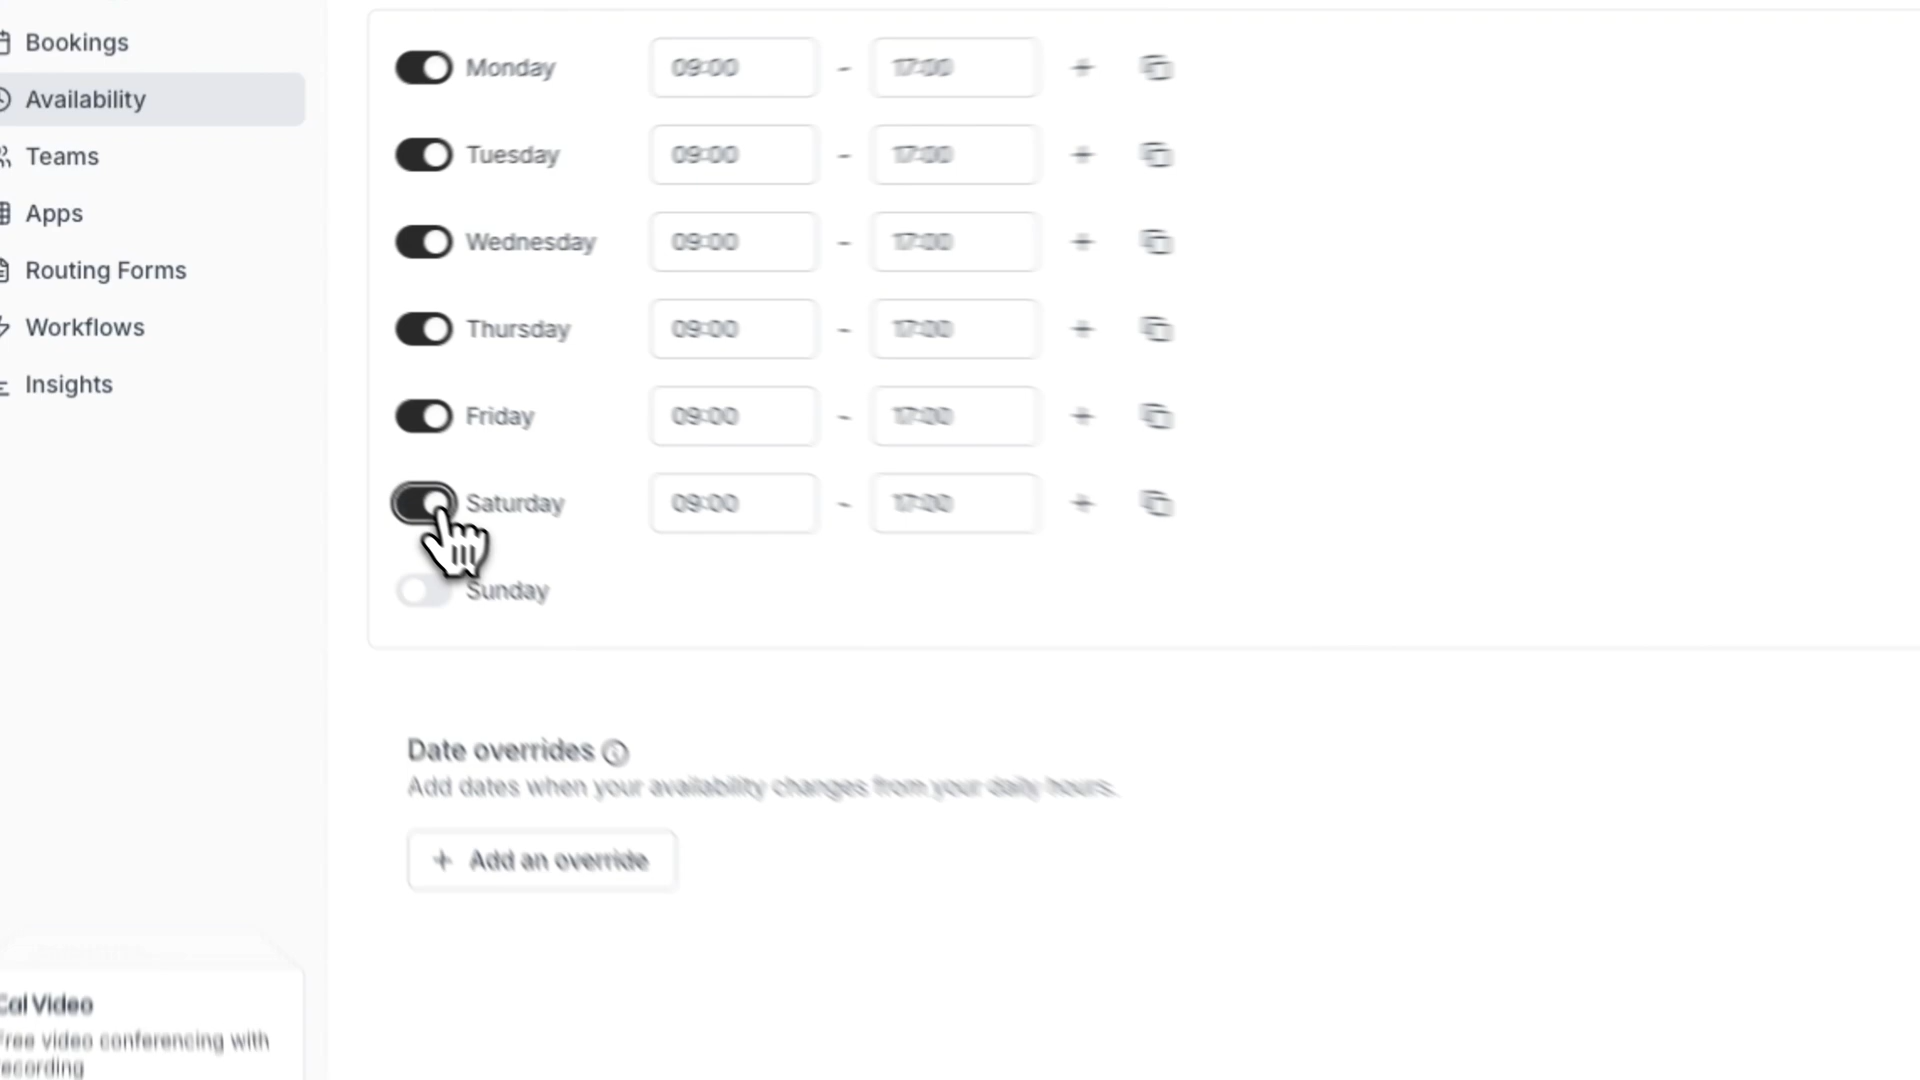 Bookings
Availability
Teams
Apps
Routing Forms
Workflows
Insights
Monday 09:00 - 17:00 +
Tuesday 09:00 - 17:00 +
Wednesday 09:00 - 17:00 +
Thursday 09:00 - 17:00 +
Friday 09:00 - 17:00 +
Saturday 09:00 - 17:00 +
Sunday
Date overrides
Add dates when your availability changes from your daily hours.
+ Add an override
Cal Video
Free video conferencing with
recording